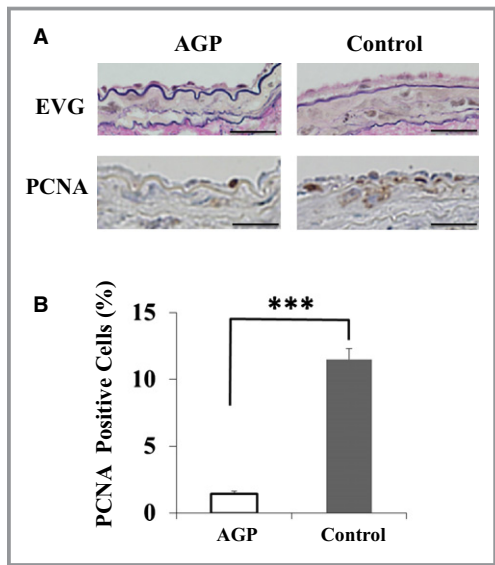 A
AGP Control
EVG
PCNA
B
PCNA Positive Cells (%)
15
10
5
0
***
AGP Control